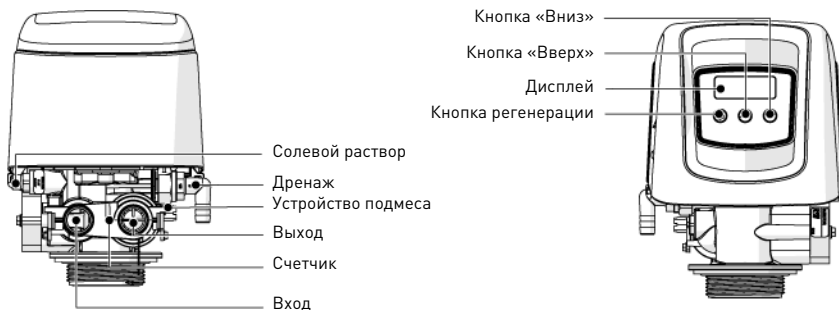 Солевой раствор
Дренаж
Устройство подмеса
Выход
Счетчик
Вход
Кнопка «Вниз»
Кнопка «Вверх»
Дисплей
Кнопка регенерации